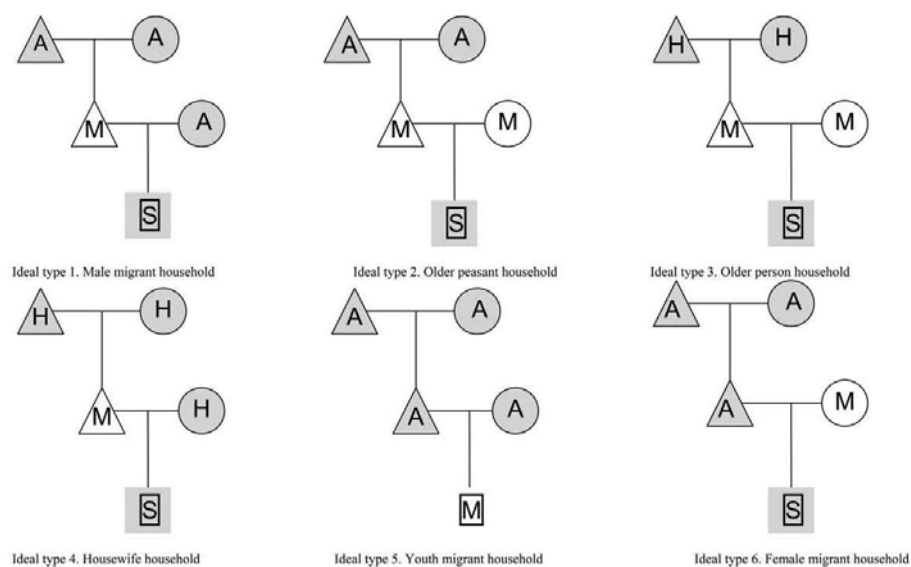 A A A A H H
M A M M M M
S S S
Ideal type 1. Male migrant household Ideal type 2. Older peasant household Ideal type 3. Older person household
H H A A A A
M H A A A M
S M S
Ideal type 4. Housewife household Ideal type 5. Youth migrant household Ideal type 6. Female migrant household